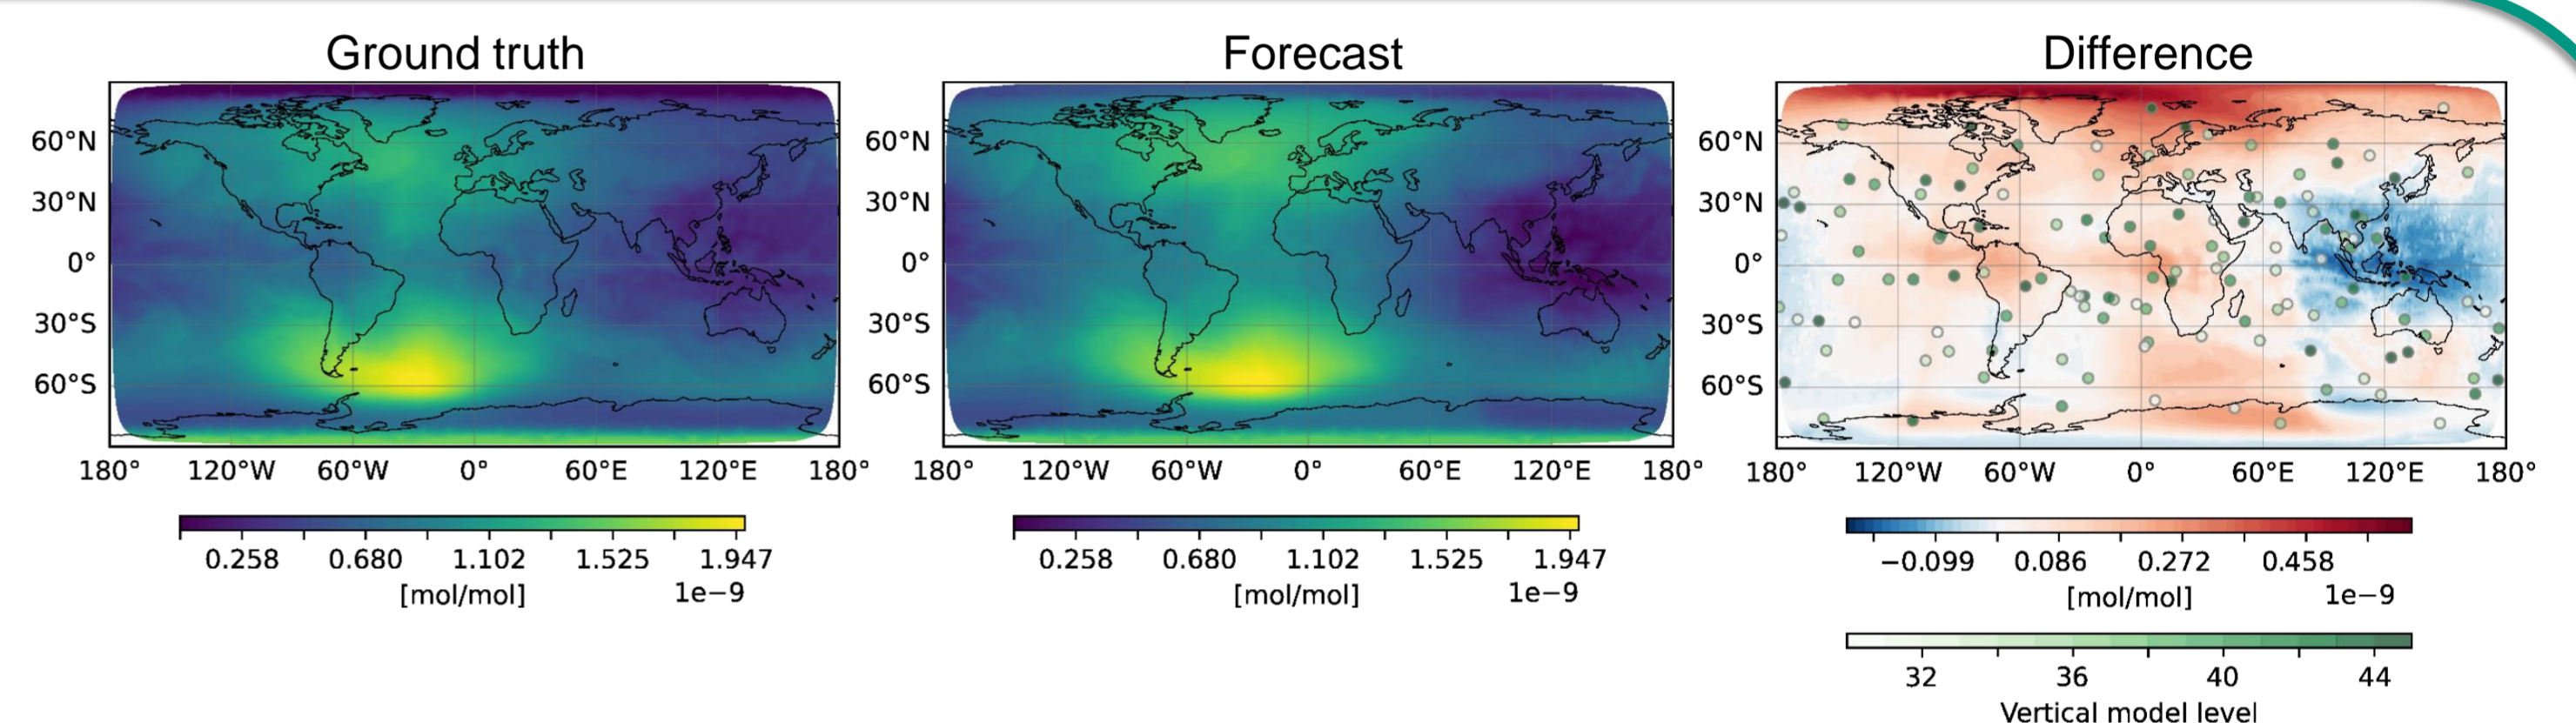 Ground truth
Forecast
Difference
60°N
30°N
0°
30°S
60°S
180° 120°W 60°W 0° 60°E 120°E 180°
0.258 0.680 1.102 1.525 1.947
[mol/mol] 1e−9
60°N
30°N
0°
30°S
60°S
180° 120°W 60°W 0° 60°E 120°E 180°
0.258 0.680 1.102 1.525 1.947
[mol/mol] 1e−9
60°N
30°N
0°
30°S
60°S
180° 120°W 60°W 0° 60°E 120°E 180°
−0.099 0.086 0.272 0.458
[mol/mol] 1e−9
32 36 40 44
Vertical model level